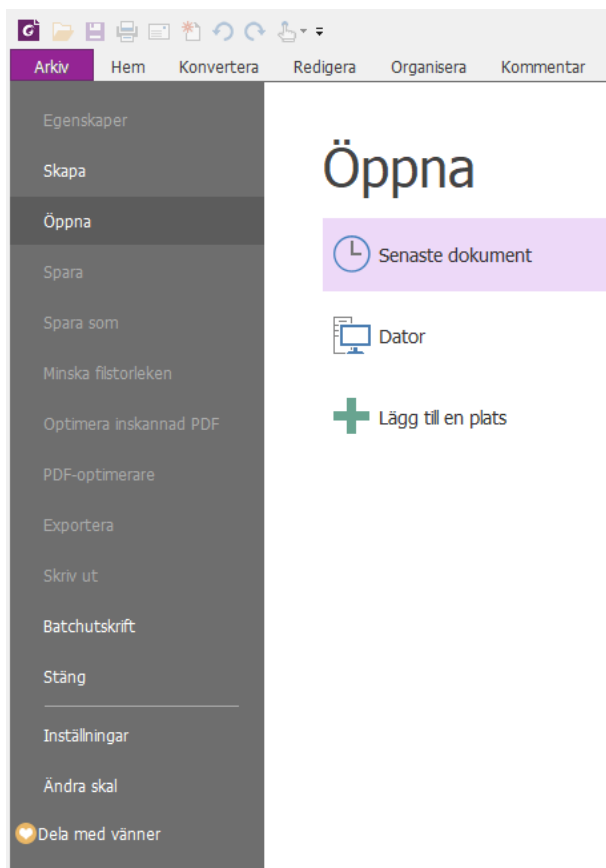 Arkiv Hem Konvertera Redigera Organisera Kommentar
Egenskaper
Skapa
Öppna
Spara
Spara som
Minska filstorleken
Optimera inskannad PDF
PDF-optimerare
Exportera
Skriv ut
Batchutskrift
Stäng
Inställningar
Ändra skal
Dela med vänner
Öppna
Senaste dokument
Dator
Lägg till en plats